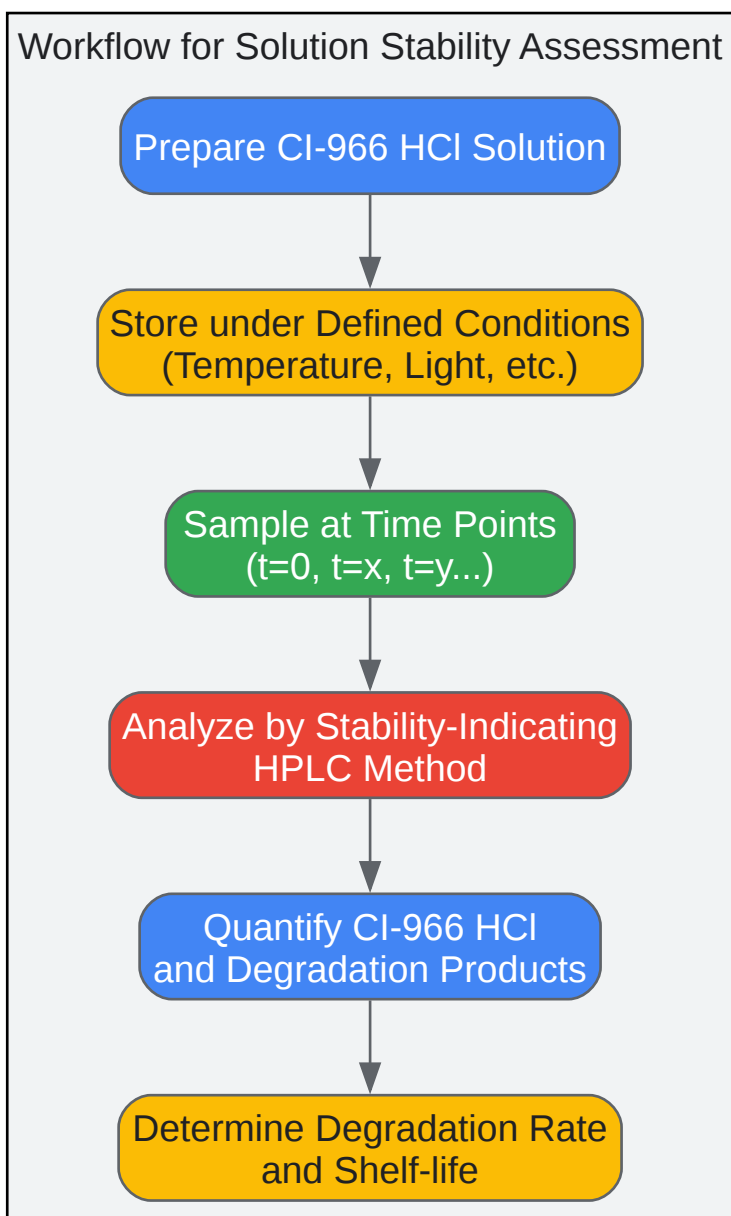 Workflow for Solution Stability Assessment
Prepare CI-966 HCl Solution
Store under Defined Conditions
(Temperature, Light, etc.)
Sample at Time Points
(t=0, t=x, t=y...)
Analyze by Stability-Indicating
HPLC Method
Quantify CI-966 HCl
and Degradation Products
Determine Degradation Rate
and Shelf-life